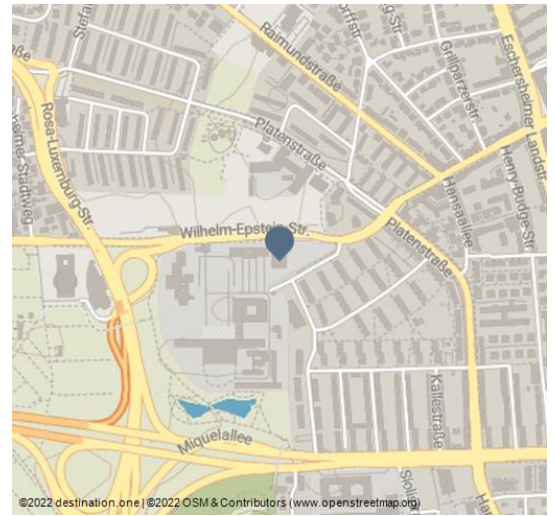 Raimundstraße
Grillparzerstr.
Eschersheimer Landstr.
Rosa-Luxemburg-Str.
Platenstraße
Stadtweg
Wilhelm-Epstein-Str.
Hansaallee
Henry-Budge-Str.
Platenstraße
Kallestraße
Miquelallee
©2022 destination.one | ©2022 OSM & Contributors (www.openstreetmap.org)